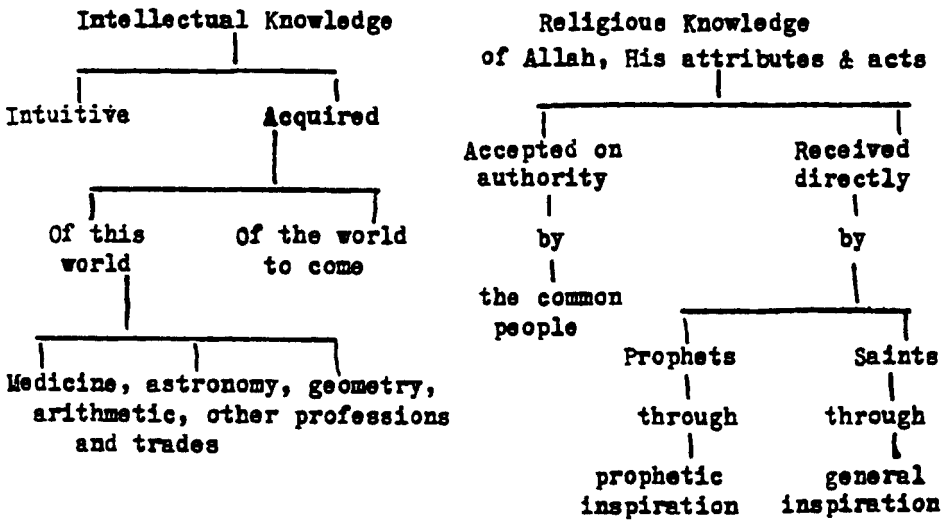 Intellectual Knowledge
Intuitive
Acquired
Of this
world
Of the world
to come
Medicine, astronomy, geometry,
arithmetic, other professions
and trades
Religious Knowledge
of Allah, His attributes & acts
Accepted on
authority
by
the common
people
Received
directly
by
Prophets
through
prophetic
inspiration
Saints
through
general
inspiration